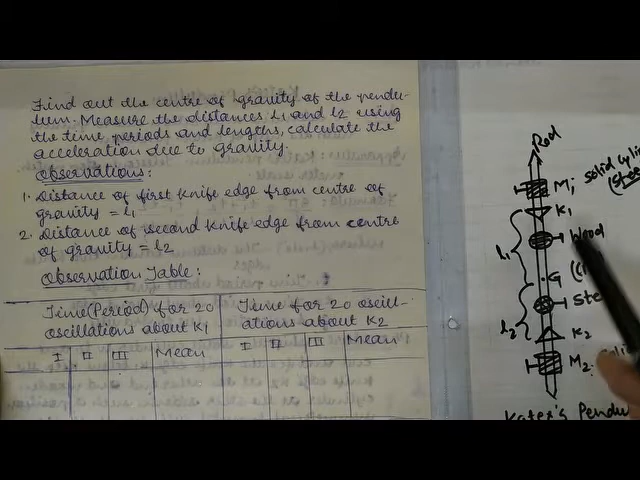 Find out the centre of gravity of the pendu-
lum. Measure the distances l1 and l2 using
the time periods and lengths, calculate the
acceleration due to gravity.
Observations:
1. Distance of first knife edge from centre of
gravity = l1
2. Distance of second knife edge from centre
of gravity = l2
Observation Table:
Time(Period) for 20
oscillations about K1
Time for 20 oscill-
ations about K2
I II III Mean I II III Mean
Rod
M1 solid cyli
(stee
K1
Wood
l1
G
Ste
l2
K2
M2
Kater's Pendu